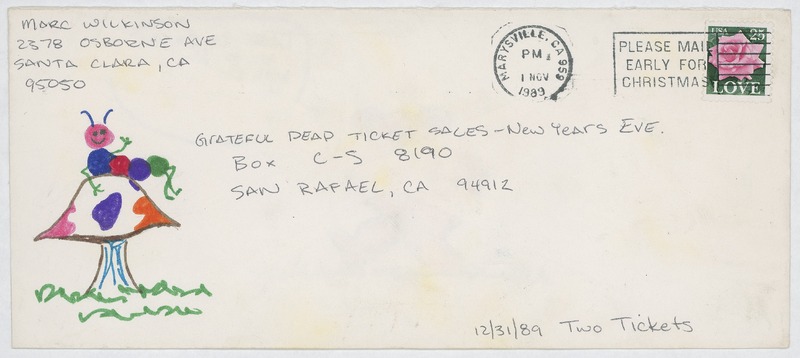 MARC WILKINSON
2378 OSBORNE AVE
SANTA CLARA, CA
95050
MARYSVILLE, CA 959
PM
1 NOV
1989
PLEASE MAIL
EARLY FOR
CHRISTMAS
USA 25
LOVE
GRATEFUL DEAD TICKET SALES - NEW YEARS EVE.
BOX C-S 8190
SAN RAFAEL, CA 94912
12/31/89 TWO TICKETS